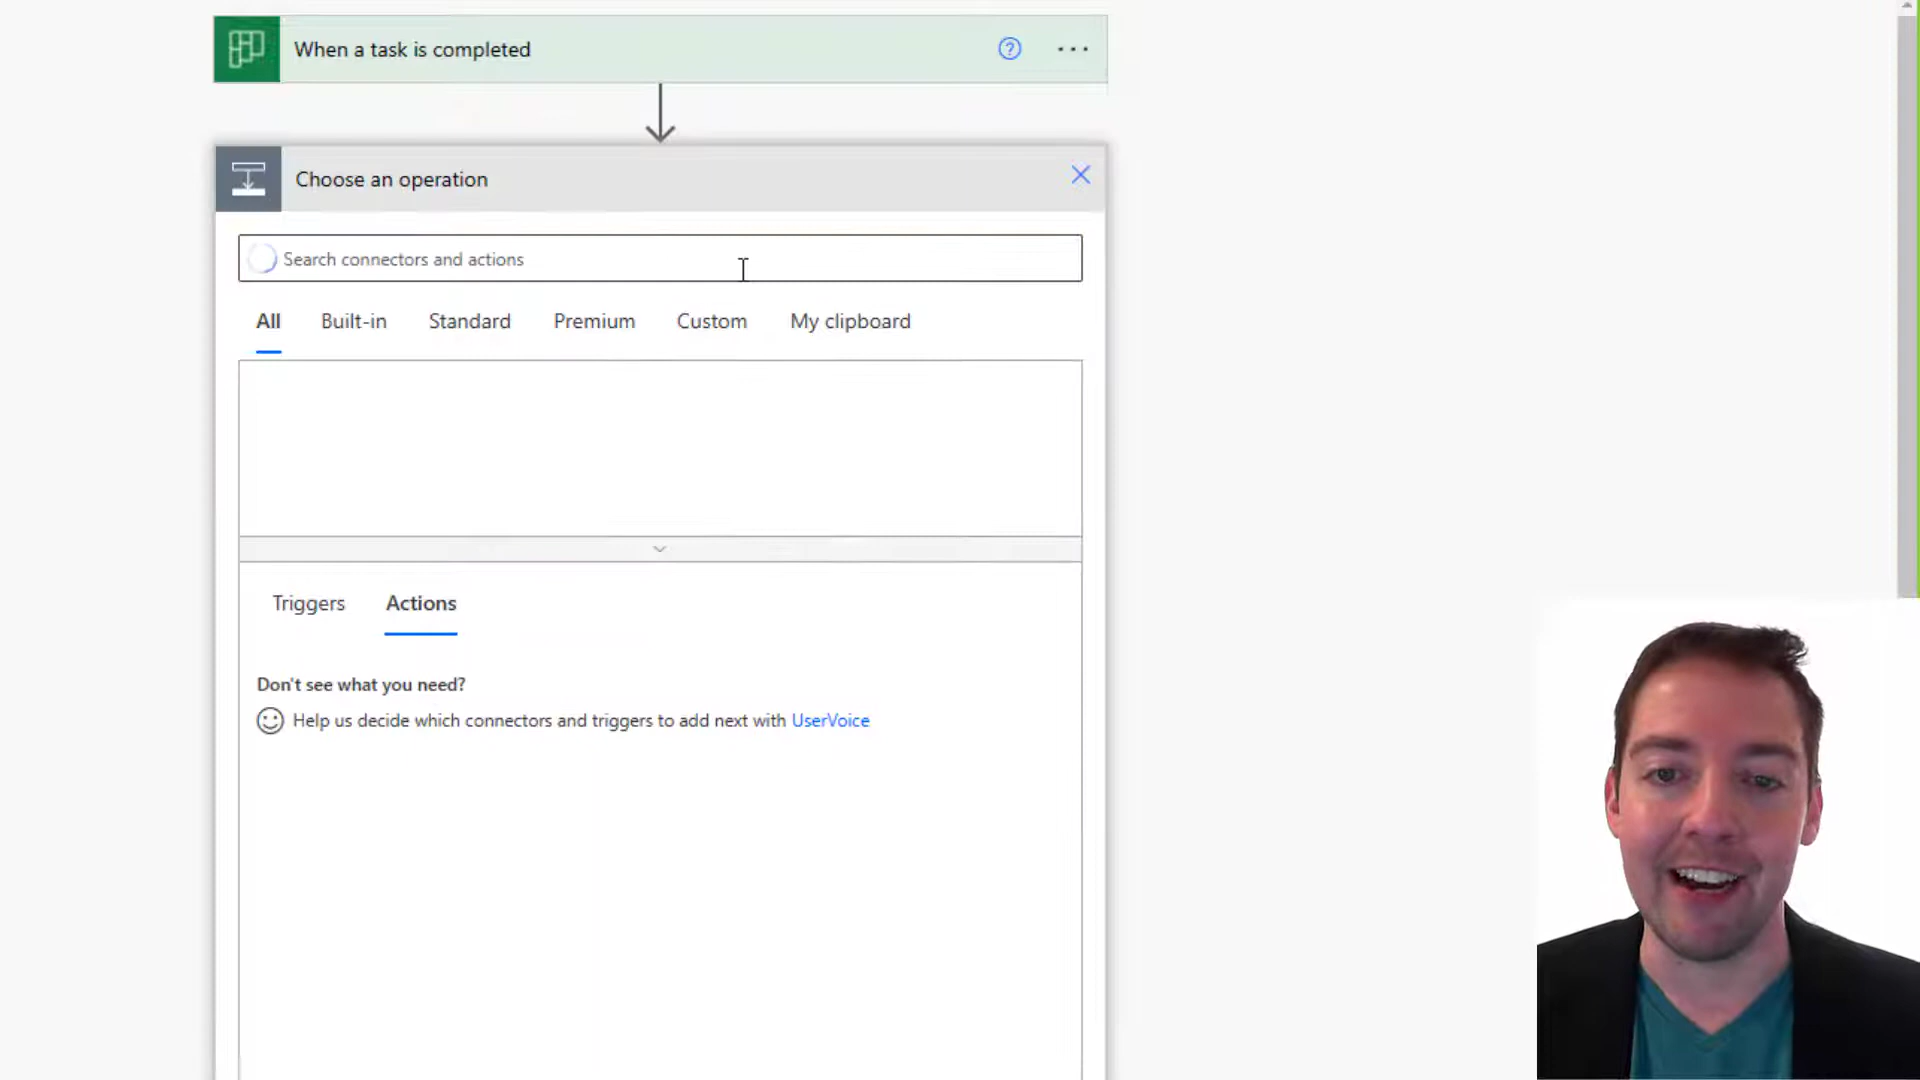 When a task is completed
Choose an operation
Search connectors and actions
All Built-in Standard Premium Custom My clipboard
Triggers Actions
Don't see what you need?
Help us decide which connectors and triggers to add next with UserVoice